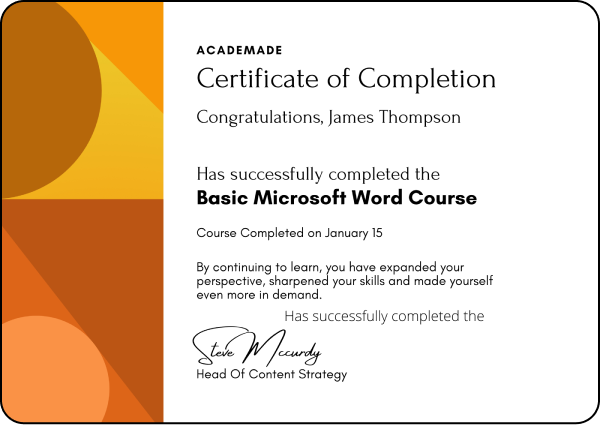 ACADEMADE
Certificate of Completion
Congratulations, James Thompson
Has successfully completed the
Basic Microsoft Word Course
Course Completed on January 15
By continuing to learn, you have expanded your
perspective, sharpened your skills and made yourself
even more in demand.
Has successfully completed the
Steve Mccurdy
Head Of Content Strategy